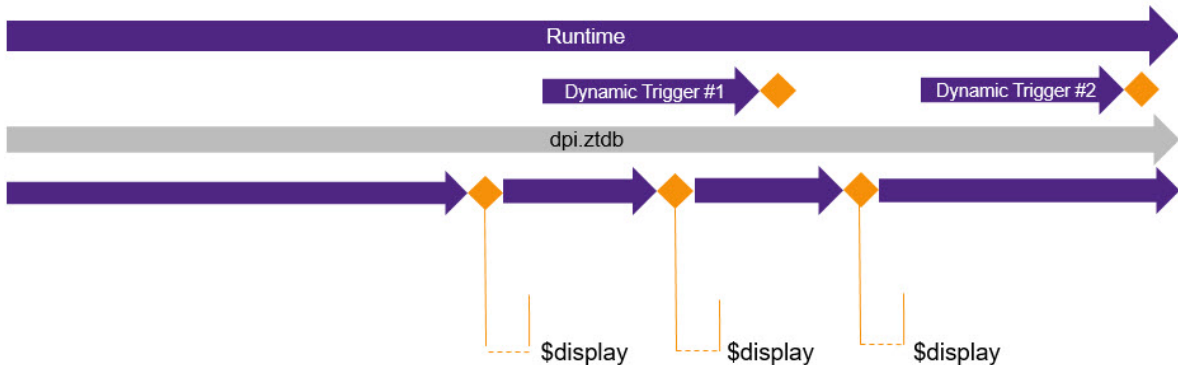 Runtime
Dynamic Trigger #1
Dynamic Trigger #2
dpi.ztdb
$display
$display
$display